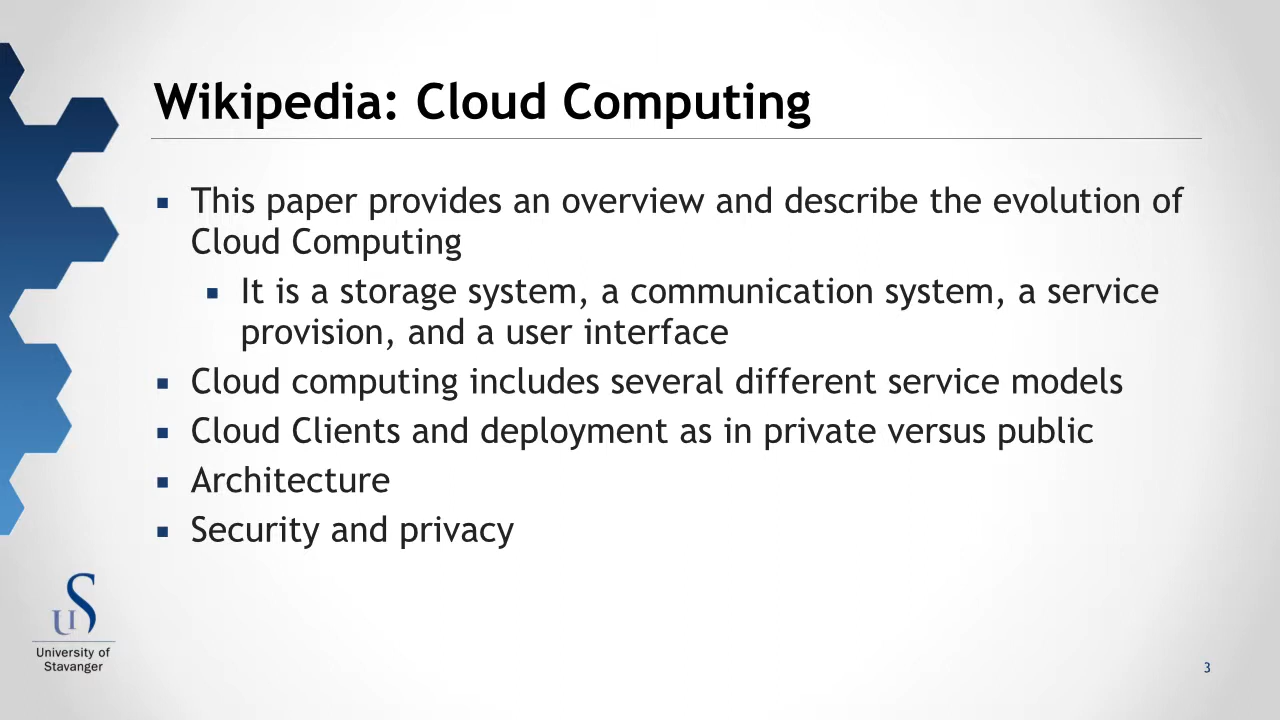 Wikipedia: Cloud Computing
▪ This paper provides an overview and describe the evolution of
Cloud Computing
▪ It is a storage system, a communication system, a service
provision, and a user interface
▪ Cloud computing includes several different service models
▪ Cloud Clients and deployment as in private versus public
▪ Architecture
▪ Security and privacy
US
University of
Stavanger
3